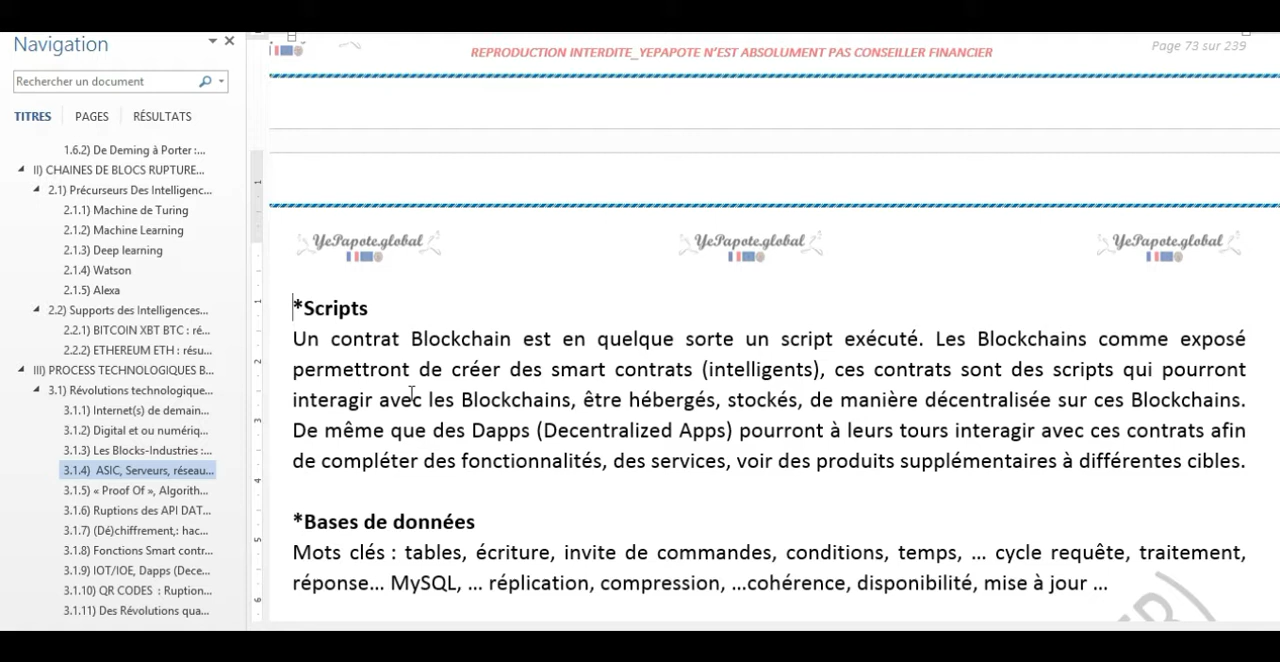 Navigation
Rechercher un document
TITRES PAGES RÉSULTATS
1.6.2) De Deming à Porter :...
II) CHAINES DE BLOCS RUPTURE...
2.1) Précurseurs Des Intelligenc...
2.1.1) Machine de Turing
2.1.2) Machine Learning
2.1.3) Deep learning
2.1.4) Watson
2.1.5) Alexa
2.2) Supports des Intelligences...
2.2.1) BITCOIN XBT BTC : ré...
2.2.2) ETHEREUM ETH : résu...
III) PROCESS TECHNOLOGIQUES B...
3.1) Révolutions technologique...
3.1.1) Internet(s) de demain...
3.1.2) Digital et ou numériq...
3.1.3) Les Blocks-Industries :...
3.1.4) ASIC, Serveurs, réseau...
3.1.5) « Proof Of », Algorith...
3.1.6) Ruptions des API DAT...
3.1.7) (Dé)chiffrement,: hac...
3.1.8) Fonctions Smart contr...
3.1.9) IOT/IOE, Dapps (Dece...
3.1.10) QR CODES : Ruption...
3.1.11) Des Révolutions qua...
REPRODUCTION INTERDITE_YEPAPOTE N'EST ABSOLUMENT PAS CONSEILLER FINANCIER
Page 73 sur 239
YePapote.global YePapote.global YePapote.global
*Scripts
Un contrat Blockchain est en quelque sorte un script exécuté. Les Blockchains comme exposé
permettront de créer des smart contrats (intelligents), ces contrats sont des scripts qui pourront
interagir avec les Blockchains, être hébergés, stockés, de manière décentralisée sur ces Blockchains.
De même que des Dapps (Decentralized Apps) pourront à leurs tours interagir avec ces contrats afin
de compléter des fonctionnalités, des services, voir des produits supplémentaires à différentes cibles.
*Bases de données
Mots clés : tables, écriture, invite de commandes, conditions, temps, ... cycle requête, traitement,
réponse... MySQL, ... réplication, compression, ...cohérence, disponibilité, mise à jour ...